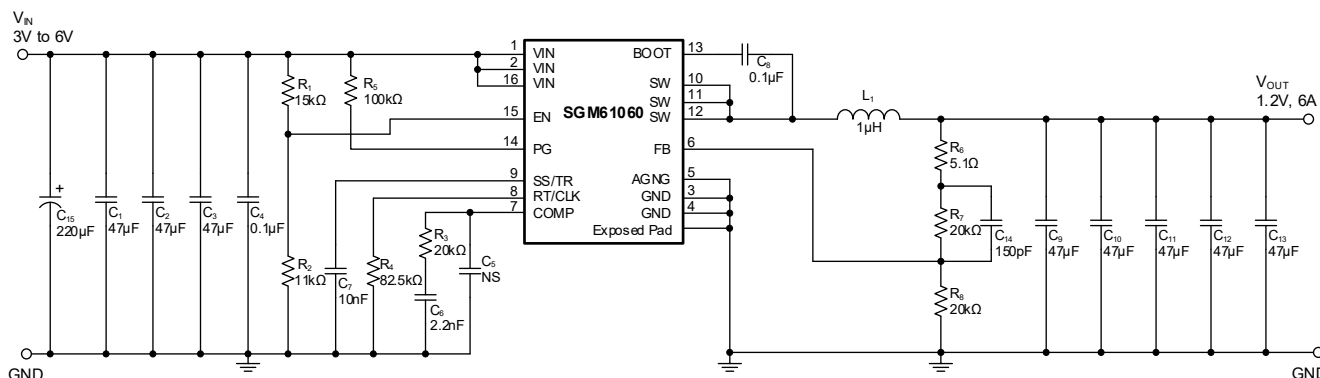 VIN
3V to 6V
R1
15kΩ
R5
100kΩ
1 VIN
2 VIN
16 VIN
15 EN
14 PG
9 SS/TR
8 RT/CLK
7 COMP
SGM61060
BOOT 13
SW 10
SW 11
SW 12
FB 6
AGNG 5
GND 3
GND 4
Exposed Pad
C8
0.1µF
L1
1µH
VOUT
1.2V, 6A
R6
5.1Ω
R7
20kΩ
C14
150pF
R8
20kΩ
+
C15
220µF
C1
47µF
C2
47µF
C3
47µF
C4
0.1µF
R2
11kΩ
C7
10nF
R4
82.5kΩ
R3
20kΩ
C6
2.2nF
C5
NS
C9
47µF
C10
47µF
C11
47µF
C12
47µF
C13
47µF
GND
GND